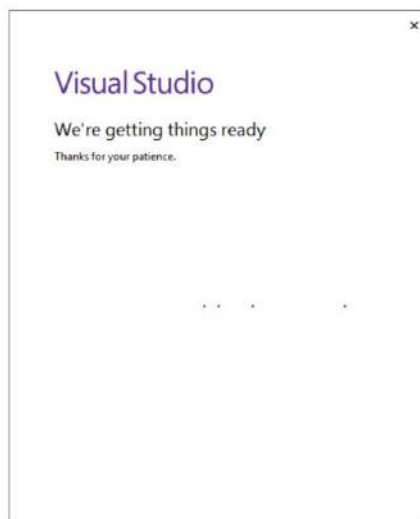 Visual Studio
We're getting things ready
Thanks for your patience.